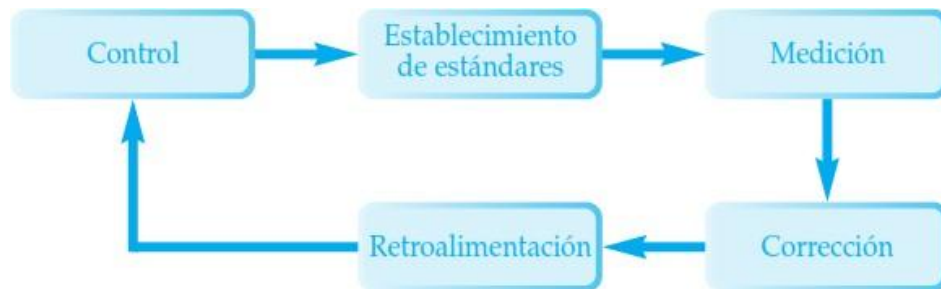 Control
Establecimiento
de estándares
Medición
Corrección
Retroalimentación